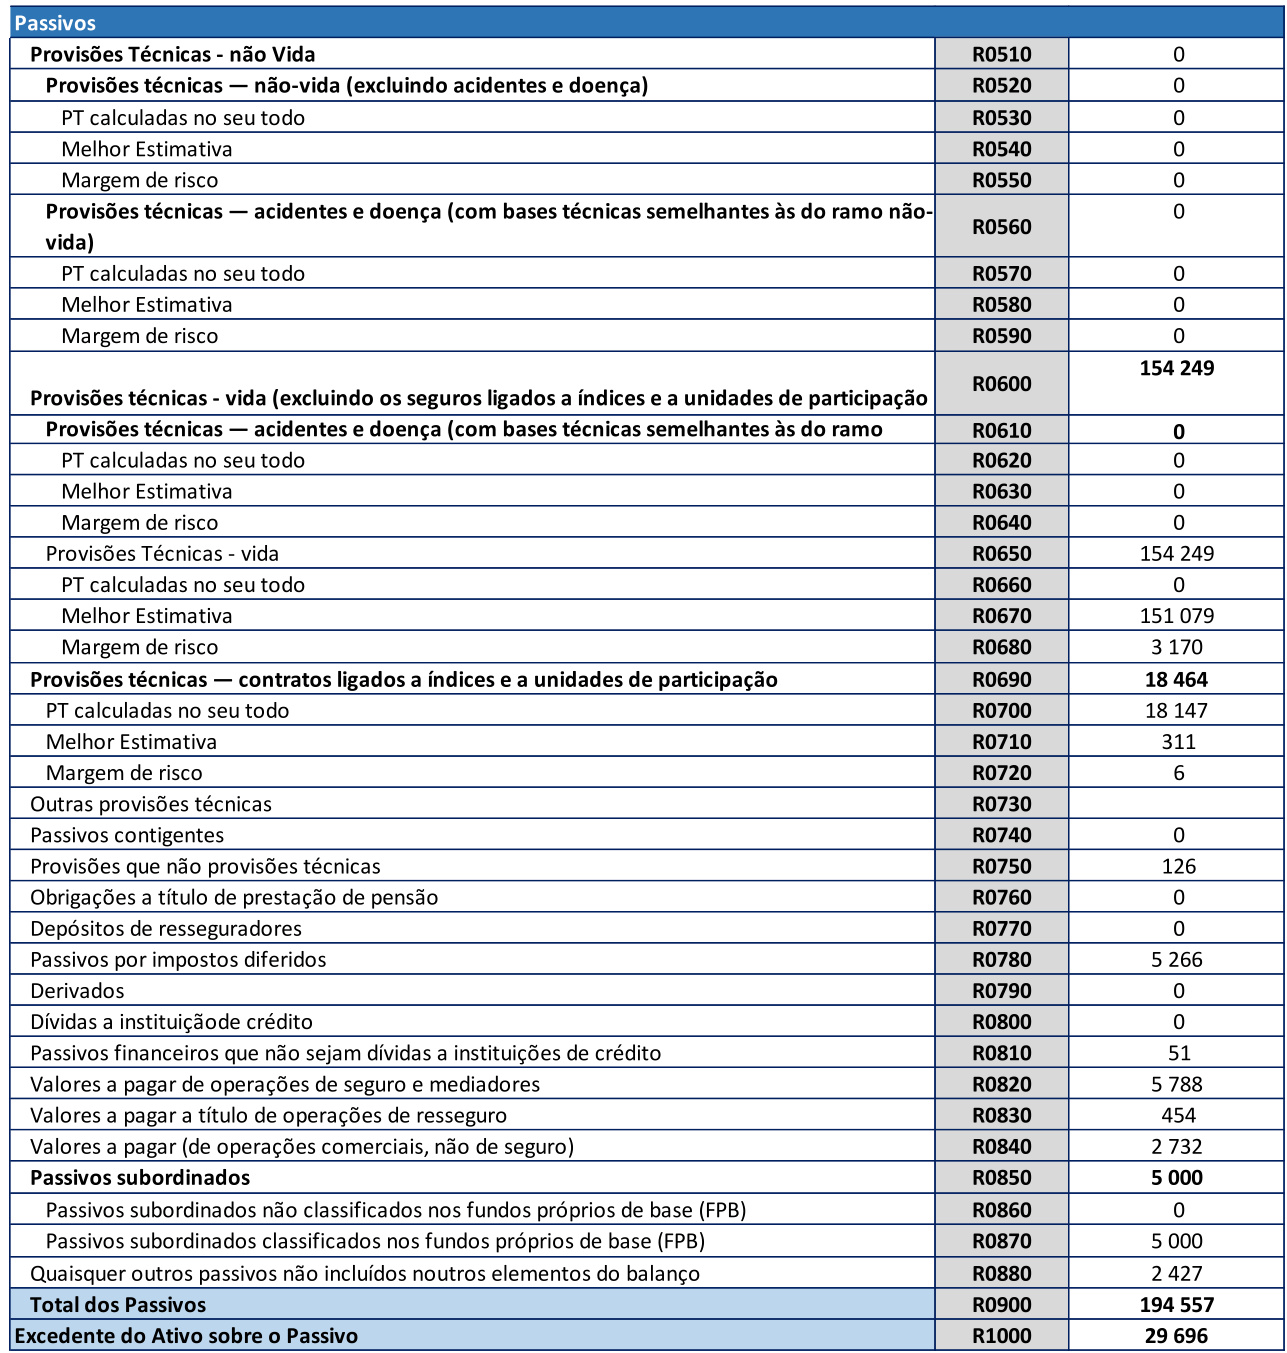 Passivos
Provisões Técnicas - não Vida R0510 0
Provisões técnicas — não-vida (excluindo acidentes e doença) R0520 0
PT calculadas no seu todo R0530 0
Melhor Estimativa R0540 0
Margem de risco R0550 0
Provisões técnicas — acidentes e doença (com bases técnicas semelhantes às do ramo não- R0560 0
vida)
PT calculadas no seu todo R0570 0
Melhor Estimativa R0580 0
Margem de risco R0590 0
Provisões técnicas - vida (excluindo os seguros ligados a índices e a unidades de participação R0600 154 249
Provisões técnicas — acidentes e doença (com bases técnicas semelhantes às do ramo R0610 0
PT calculadas no seu todo R0620 0
Melhor Estimativa R0630 0
Margem de risco R0640 0
Provisões Técnicas - vida R0650 154 249
PT calculadas no seu todo R0660 0
Melhor Estimativa R0670 151 079
Margem de risco R0680 3 170
Provisões técnicas — contratos ligados a índices e a unidades de participação R0690 18 464
PT calculadas no seu todo R0700 18 147
Melhor Estimativa R0710 311
Margem de risco R0720 6
Outras provisões técnicas R0730
Passivos contigentes R0740 0
Provisões que não provisões técnicas R0750 126
Obrigações a título de prestação de pensão R0760 0
Depósitos de resseguradores R0770 0
Passivos por impostos diferidos R0780 5 266
Derivados R0790 0
Dívidas a instituiçãode crédito R0800 0
Passivos financeiros que não sejam dívidas a instituições de crédito R0810 51
Valores a pagar de operações de seguro e mediadores R0820 5 788
Valores a pagar a título de operações de resseguro R0830 454
Valores a pagar (de operações comerciais, não de seguro) R0840 2 732
Passivos subordinados R0850 5 000
Passivos subordinados não classificados nos fundos próprios de base (FPB) R0860 0
Passivos subordinados classificados nos fundos próprios de base (FPB) R0870 5 000
Quaisquer outros passivos não incluídos noutros elementos do balanço R0880 2 427
Total dos Passivos R0900 194 557
Excedente do Ativo sobre o Passivo R1000 29 696